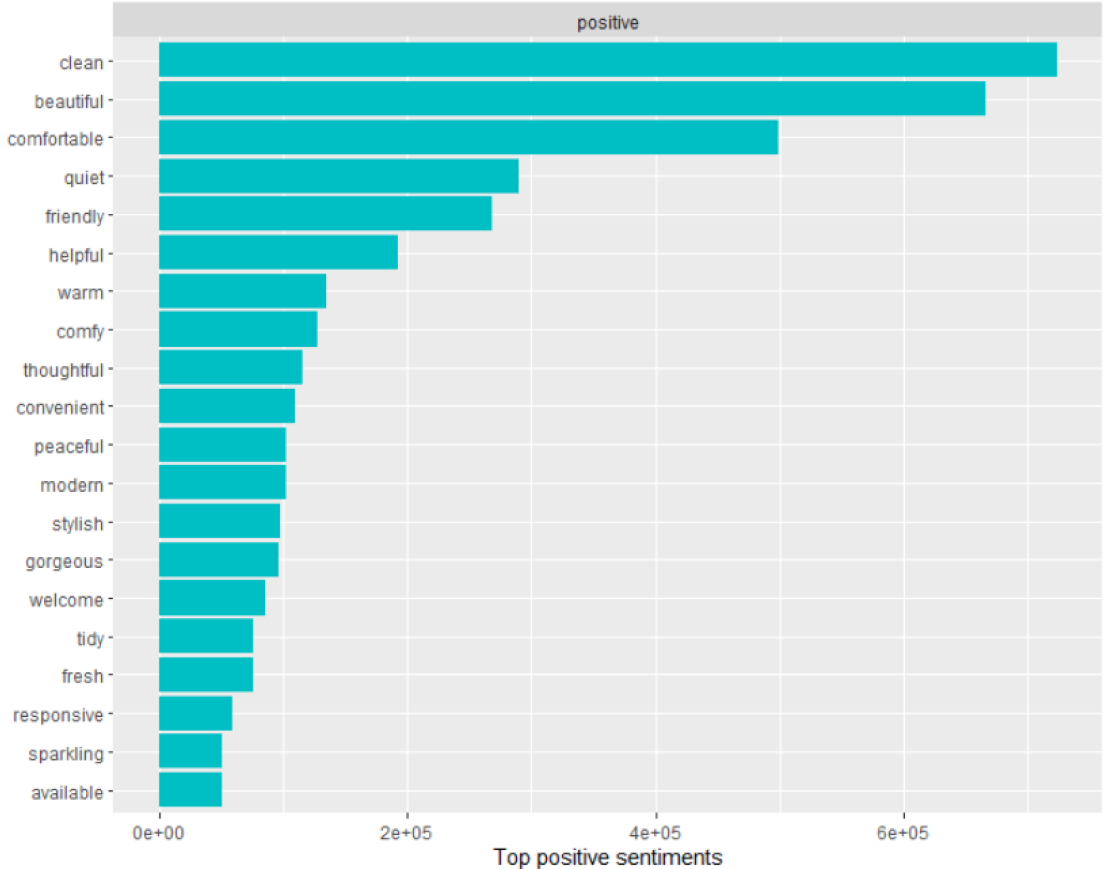 positive
clean
beautiful
comfortable
quiet
friendly
helpful
warm
comfy
thoughtful
convenient
peaceful
modern
stylish
gorgeous
welcome
tidy
fresh
responsive
sparkling
available
0e+00 2e+05 4e+05 6e+05
Top positive sentiments